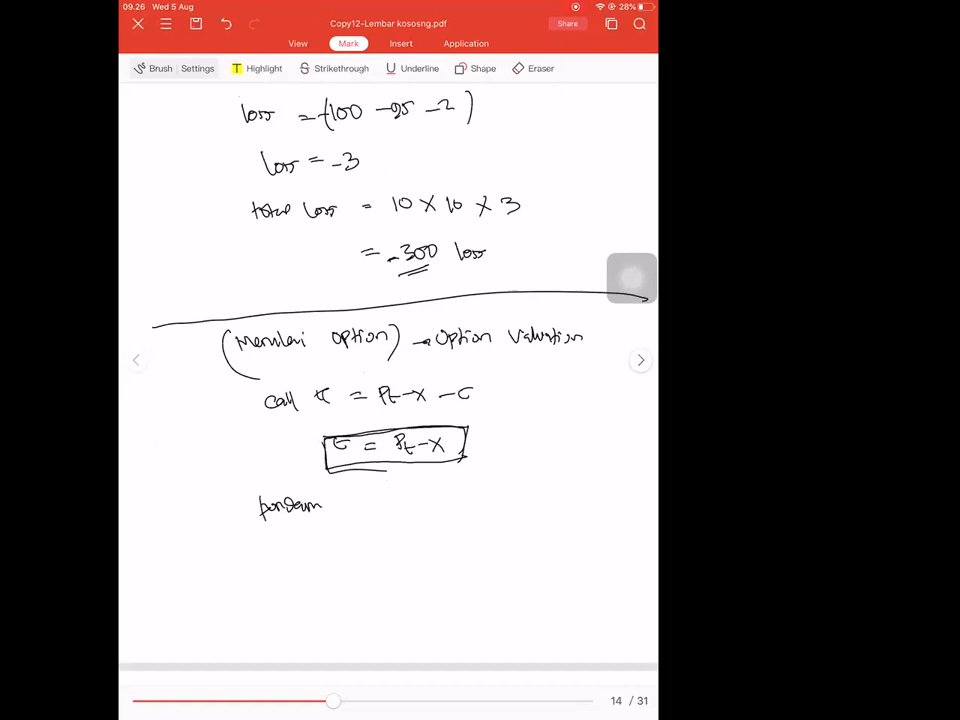 09.26 Wed 5 Aug 28%
Copy12-Lembar kososng.pdf Share
View Mark Insert Application
Brush Settings T Highlight S Strikethrough U Underline Shape Eraser
loss = -(100 - 95 - 2)
loss = -3
total loss = 10 x 10 x 3
= -300 loss
(Menilai option) → Option Valuation
call = Pt - X - C
= Pt - X
14 / 31